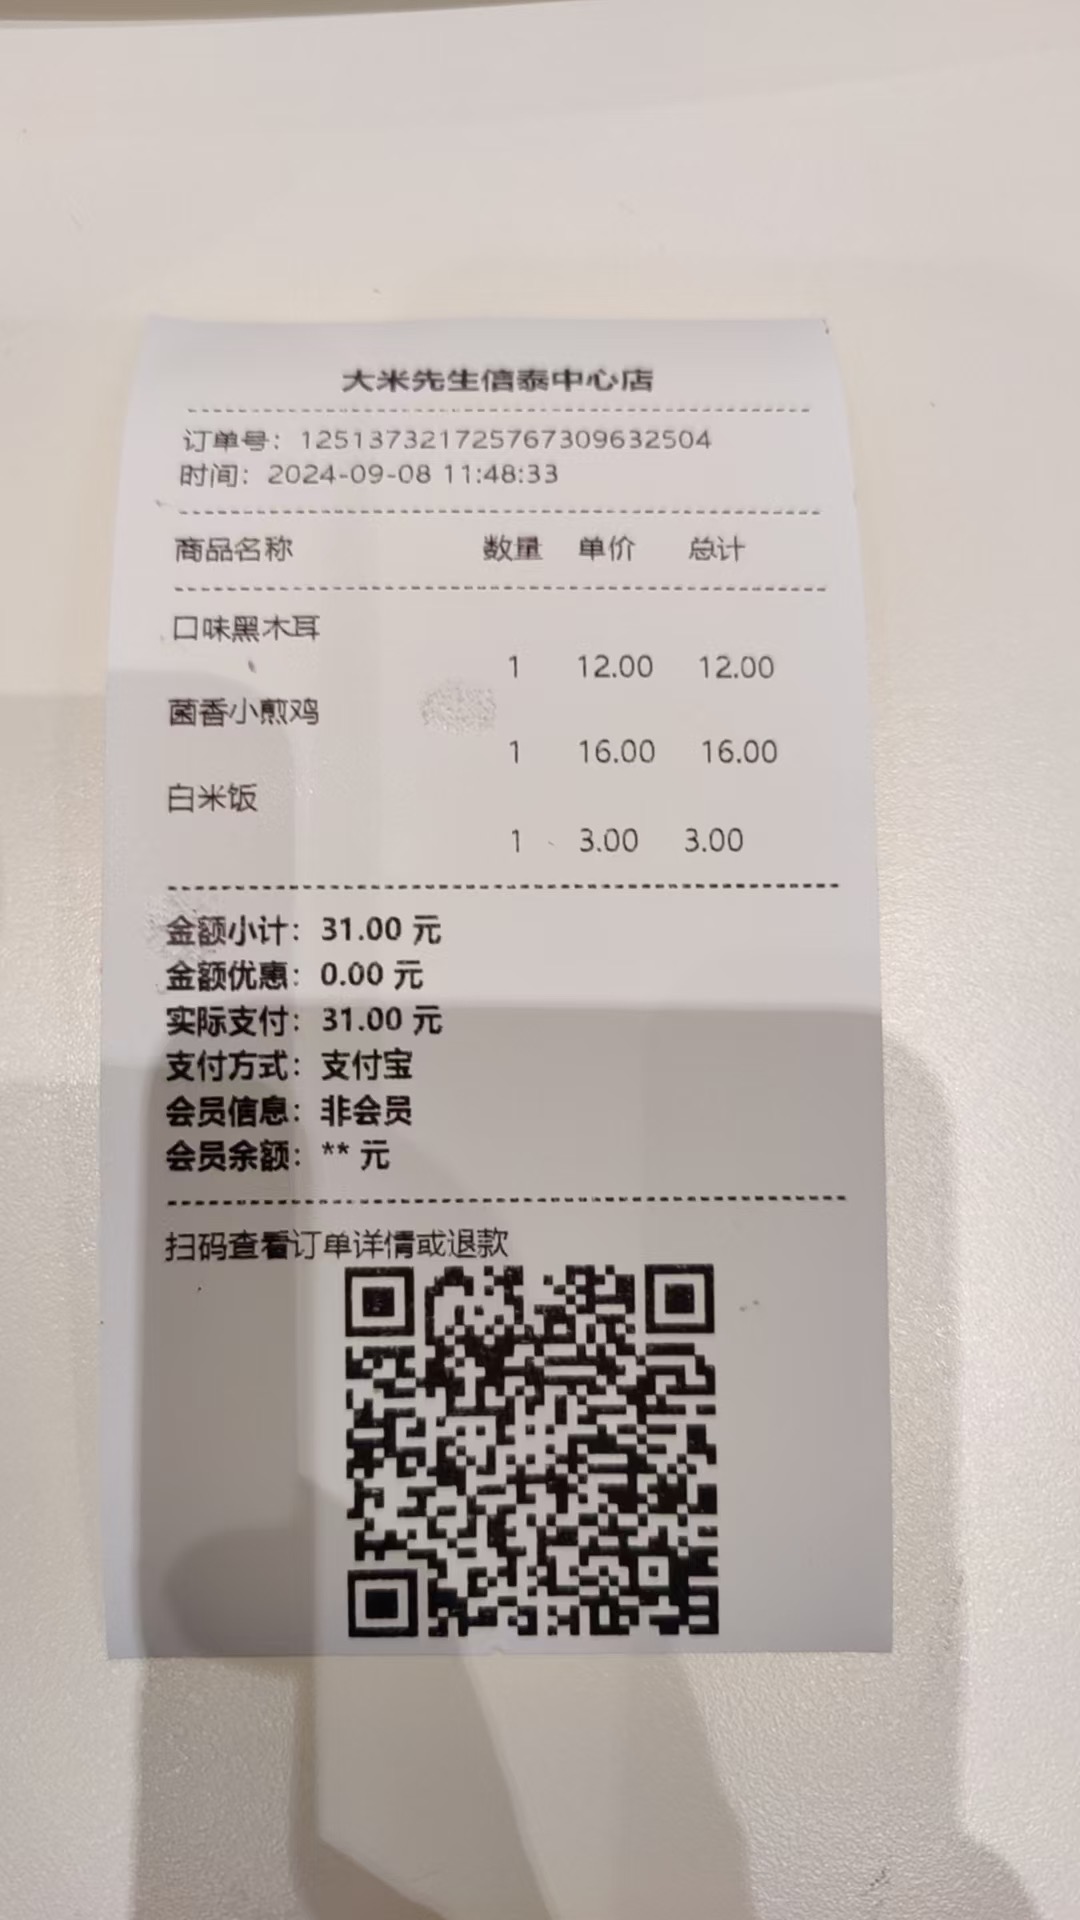 大米先生信泰中心店
订单号：1251373217257673096​32504
时间：2024-09-08 11:48:33
商品名称 数量 单价 总计
口味黑木耳
1 12.00 12.00
菌香小煎鸡
1 16.00 16.00
白米饭
1 3.00 3.00
金额小计：31.00 元
金额优惠：0.00 元
实际支付：31.00 元
支付方式：支付宝
会员信息：非会员
会员余额：** 元
扫码查看订单详情或退款